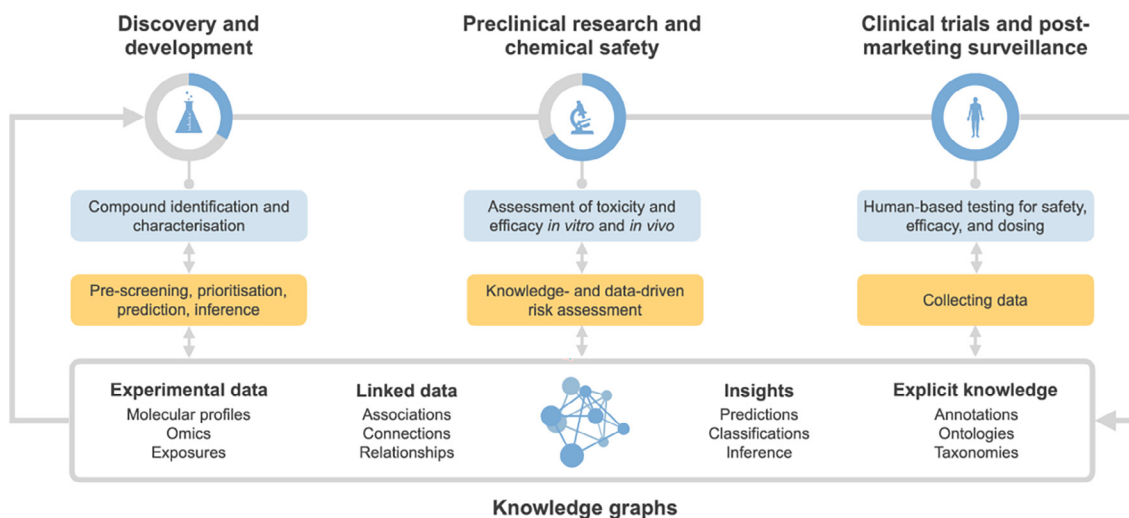 Discovery and
development
Preclinical research and
chemical safety
Clinical trials and post-
marketing surveillance
Compound identification and
characterisation
Assessment of toxicity and
efficacy in vitro and in vivo
Human-based testing for safety,
efficacy, and dosing
Pre-screening, prioritisation,
prediction, inference
Knowledge- and data-driven
risk assessment
Collecting data
Experimental data
Molecular profiles
Omics
Exposures
Linked data
Associations
Connections
Relationships
Insights
Predictions
Classifications
Inference
Explicit knowledge
Annotations
Ontologies
Taxonomies
Knowledge graphs